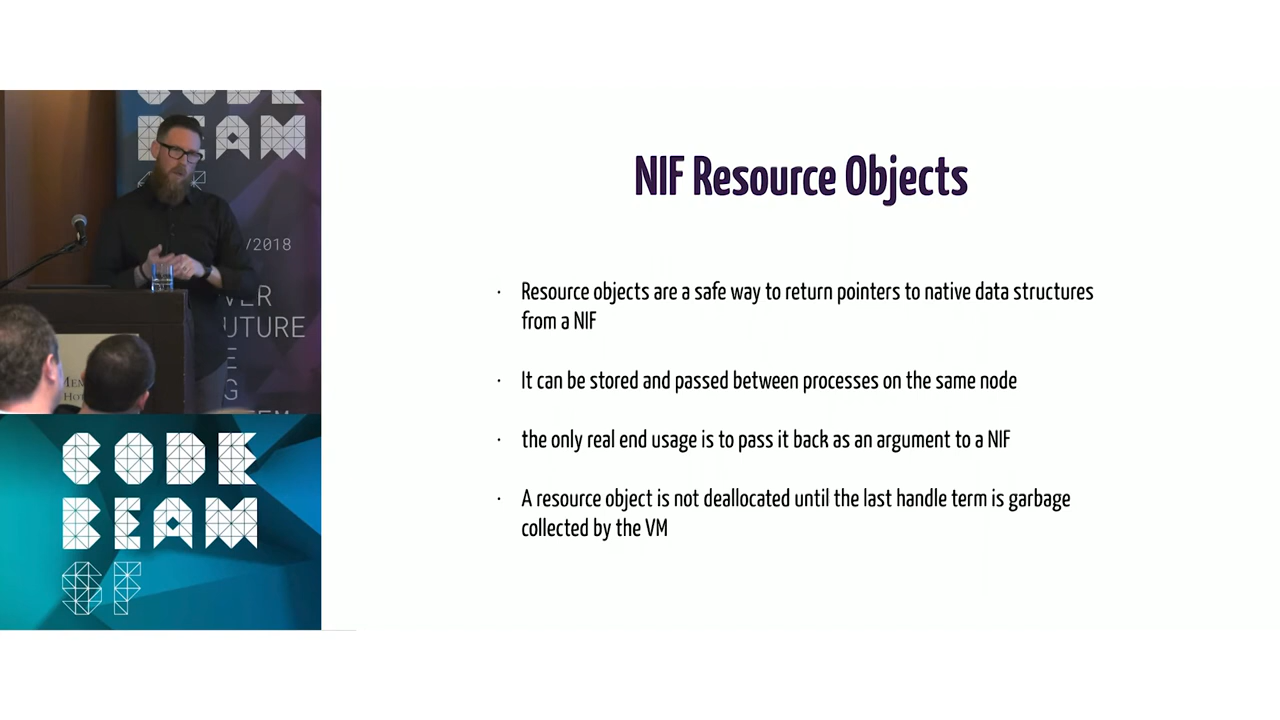 CODE
BEAM
/2018
VER
UTURE
E
G
NIF Resource Objects
· Resource objects are a safe way to return pointers to native data structures
from a NIF
· It can be stored and passed between processes on the same node
· the only real end usage is to pass it back as an argument to a NIF
· A resource object is not deallocated until the last handle term is garbage
collected by the VM
CODE
BEAM
SF